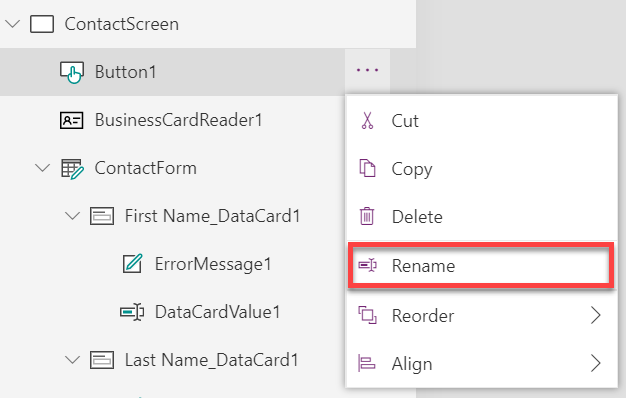 ContactScreen
Button1
BusinessCardReader1
ContactForm
First Name_DataCard1
ErrorMessage1
DataCardValue1
Last Name_DataCard1
Cut
Copy
Delete
Rename
Reorder
Align